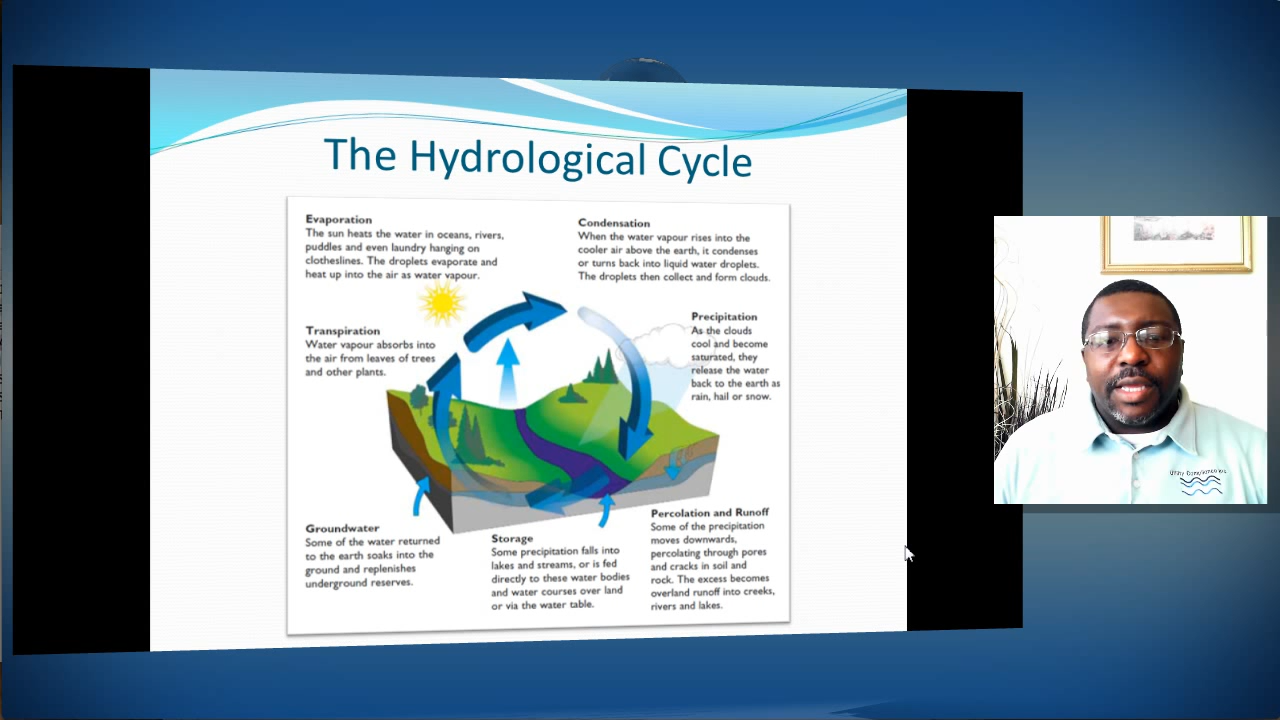 The Hydrological Cycle
Evaporation
The sun heats the water in oceans, rivers,
puddles and even laundry hanging on
clotheslines. The droplets evaporate and
heat up into the air as water vapour.
Condensation
When the water vapour rises into the
cooler air above the earth, it condenses
or turns back into liquid water droplets.
The droplets then collect and form clouds.
Transpiration
Water vapour absorbs into
the air from leaves of trees
and other plants.
Precipitation
As the clouds
cool and become
saturated, they
release the water
back to the earth as
rain, hail or snow.
Groundwater
Some of the water returned
to the earth soaks into the
ground and replenishes
underground reserves.
Storage
Some precipitation falls into
lakes and streams, or is fed
directly to these water bodies
and water courses over land
or via the water table.
Percolation and Runoff
Some of the precipitation
moves downwards,
percolating through pores
and cracks in soil and
rock. The excess becomes
overland runoff into creeks,
rivers and lakes.
Utility